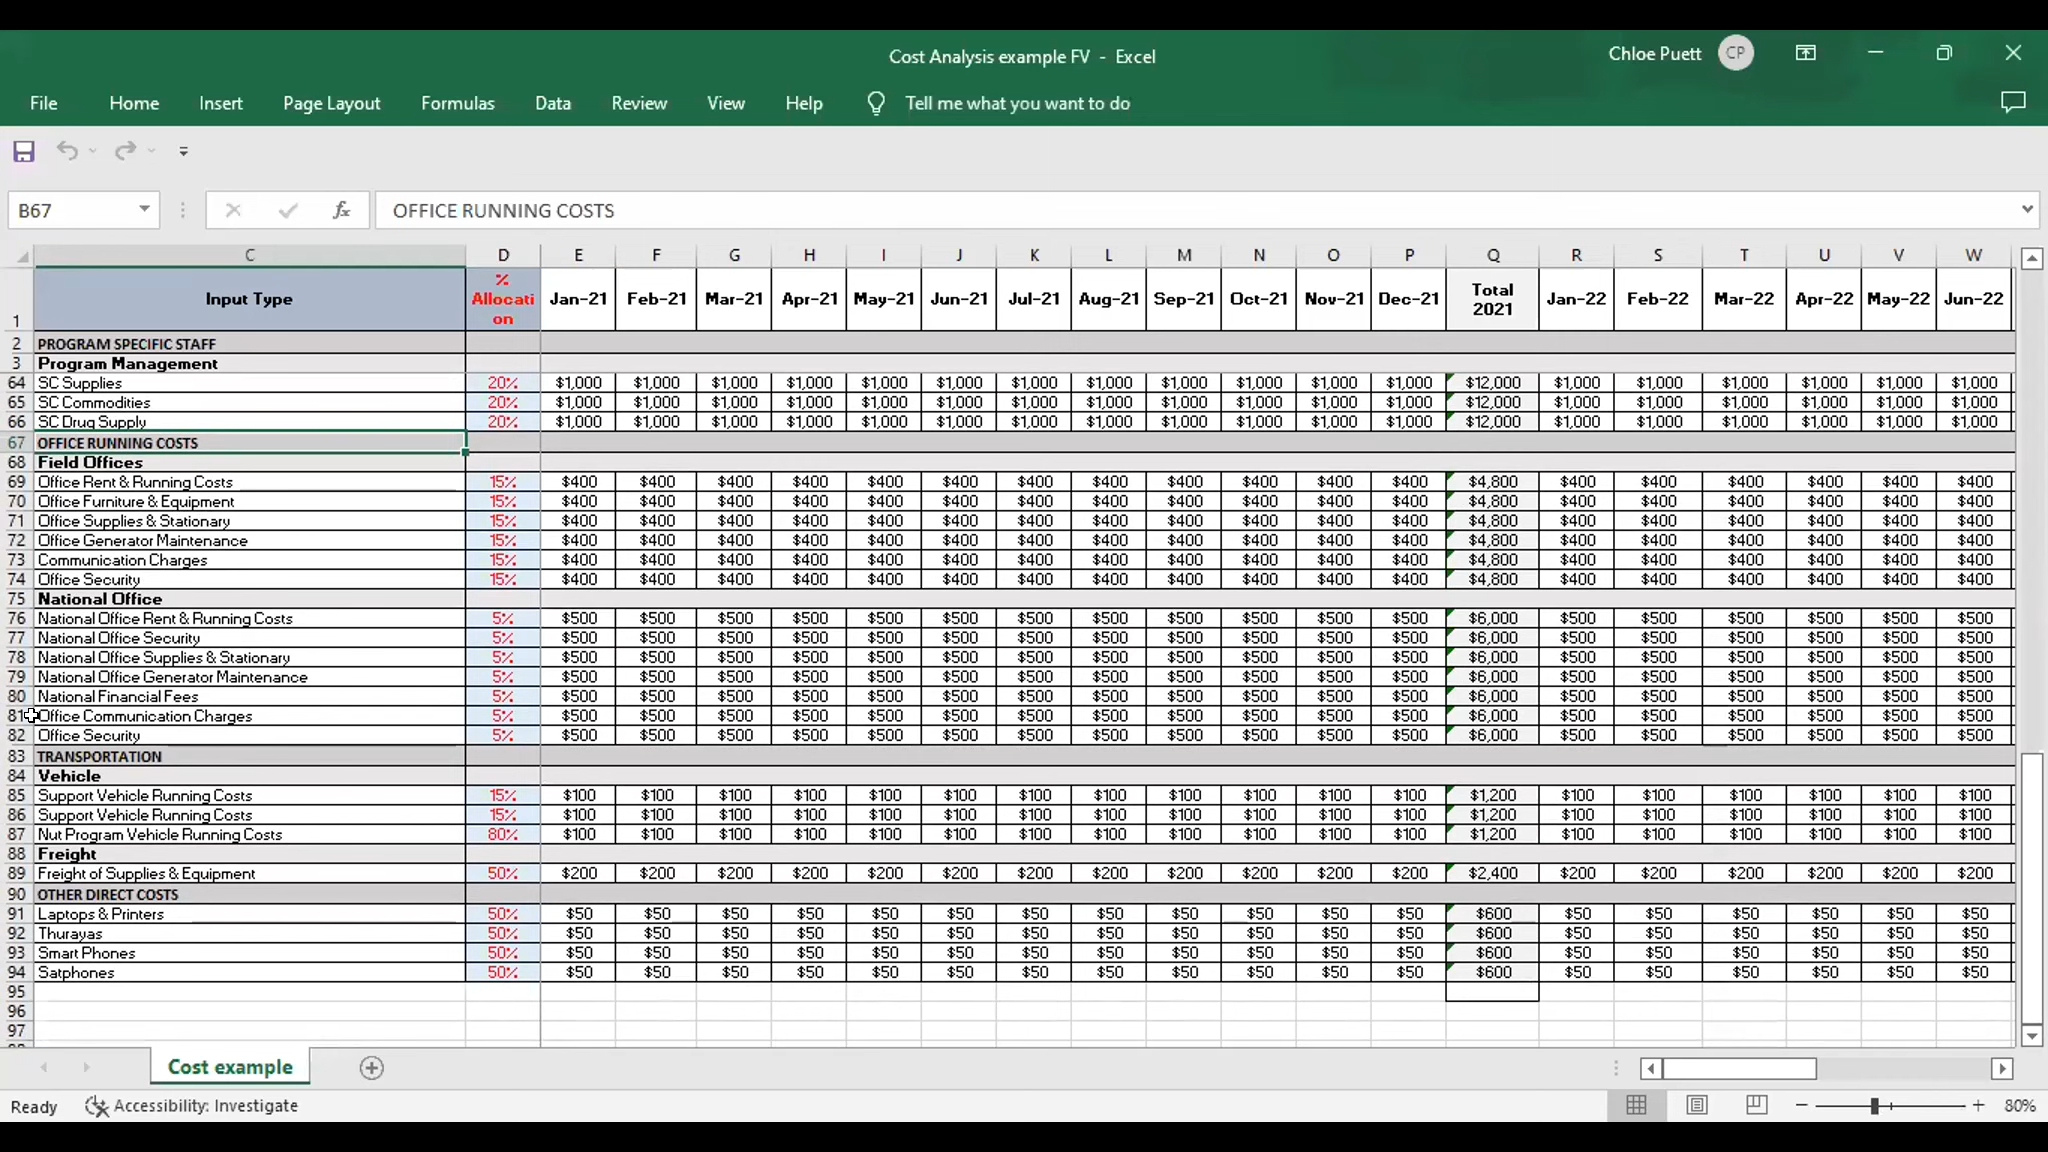 Cost Analysis example FV - Excel
Chloe Puett CP
File Home Insert Page Layout Formulas Data Review View Help Tell me what you want to do
B67 fx OFFICE RUNNING COSTS
C D E F G H I J K L M N O P Q R S T U V W
1 Input Type % Allocation Jan-21 Feb-21 Mar-21 Apr-21 May-21 Jun-21 Jul-21 Aug-21 Sep-21 Oct-21 Nov-21 Dec-21 Total 2021 Jan-22 Feb-22 Mar-22 Apr-22 May-22 Jun-22
2 PROGRAM SPECIFIC STAFF
3 Program Management
64 SC Supplies 20% $1,000 $1,000 $1,000 $1,000 $1,000 $1,000 $1,000 $1,000 $1,000 $1,000 $1,000 $1,000 $12,000 $1,000 $1,000 $1,000 $1,000 $1,000 $1,000
65 SC Commodities 20% $1,000 $1,000 $1,000 $1,000 $1,000 $1,000 $1,000 $1,000 $1,000 $1,000 $1,000 $1,000 $12,000 $1,000 $1,000 $1,000 $1,000 $1,000 $1,000
66 SC Drug Supply 20% $1,000 $1,000 $1,000 $1,000 $1,000 $1,000 $1,000 $1,000 $1,000 $1,000 $1,000 $1,000 $12,000 $1,000 $1,000 $1,000 $1,000 $1,000 $1,000
67 OFFICE RUNNING COSTS
68 Field Offices
69 Office Rent & Running Costs 15% $400 $400 $400 $400 $400 $400 $400 $400 $400 $400 $400 $400 $4,800 $400 $400 $400 $400 $400 $400
70 Office Furniture & Equipment 15% $400 $400 $400 $400 $400 $400 $400 $400 $400 $400 $400 $400 $4,800 $400 $400 $400 $400 $400 $400
71 Office Supplies & Stationary 15% $400 $400 $400 $400 $400 $400 $400 $400 $400 $400 $400 $400 $4,800 $400 $400 $400 $400 $400 $400
72 Office Generator Maintenance 15% $400 $400 $400 $400 $400 $400 $400 $400 $400 $400 $400 $400 $4,800 $400 $400 $400 $400 $400 $400
73 Communication Charges 15% $400 $400 $400 $400 $400 $400 $400 $400 $400 $400 $400 $400 $4,800 $400 $400 $400 $400 $400 $400
74 Office Security 15% $400 $400 $400 $400 $400 $400 $400 $400 $400 $400 $400 $400 $4,800 $400 $400 $400 $400 $400 $400
75 National Office
76 National Office Rent & Running Costs 5% $500 $500 $500 $500 $500 $500 $500 $500 $500 $500 $500 $500 $6,000 $500 $500 $500 $500 $500 $500
77 National Office Security 5% $500 $500 $500 $500 $500 $500 $500 $500 $500 $500 $500 $500 $6,000 $500 $500 $500 $500 $500 $500
78 National Office Supplies & Stationary 5% $500 $500 $500 $500 $500 $500 $500 $500 $500 $500 $500 $500 $6,000 $500 $500 $500 $500 $500 $500
79 National Office Generator Maintenance 5% $500 $500 $500 $500 $500 $500 $500 $500 $500 $500 $500 $500 $6,000 $500 $500 $500 $500 $500 $500
80 National Financial Fees 5% $500 $500 $500 $500 $500 $500 $500 $500 $500 $500 $500 $500 $6,000 $500 $500 $500 $500 $500 $500
81 Office Communication Charges 5% $500 $500 $500 $500 $500 $500 $500 $500 $500 $500 $500 $500 $6,000 $500 $500 $500 $500 $500 $500
82 Office Security 5% $500 $500 $500 $500 $500 $500 $500 $500 $500 $500 $500 $500 $6,000 $500 $500 $500 $500 $500 $500
83 TRANSPORTATION
84 Vehicle
85 Support Vehicle Running Costs 15% $100 $100 $100 $100 $100 $100 $100 $100 $100 $100 $100 $100 $1,200 $100 $100 $100 $100 $100 $100
86 Support Vehicle Running Costs 15% $100 $100 $100 $100 $100 $100 $100 $100 $100 $100 $100 $100 $1,200 $100 $100 $100 $100 $100 $100
87 Nut Program Vehicle Running Costs 80% $100 $100 $100 $100 $100 $100 $100 $100 $100 $100 $100 $100 $1,200 $100 $100 $100 $100 $100 $100
88 Freight
89 Freight of Supplies & Equipment 50% $200 $200 $200 $200 $200 $200 $200 $200 $200 $200 $200 $200 $2,400 $200 $200 $200 $200 $200 $200
90 OTHER DIRECT COSTS
91 Laptops & Printers 50% $50 $50 $50 $50 $50 $50 $50 $50 $50 $50 $50 $50 $600 $50 $50 $50 $50 $50 $50
92 Thurayas 50% $50 $50 $50 $50 $50 $50 $50 $50 $50 $50 $50 $50 $600 $50 $50 $50 $50 $50 $50
93 Smart Phones 50% $50 $50 $50 $50 $50 $50 $50 $50 $50 $50 $50 $50 $600 $50 $50 $50 $50 $50 $50
94 Satphones 50% $50 $50 $50 $50 $50 $50 $50 $50 $50 $50 $50 $50 $600 $50 $50 $50 $50 $50 $50
95
96
97
Cost example
Ready Accessibility: Investigate 80%